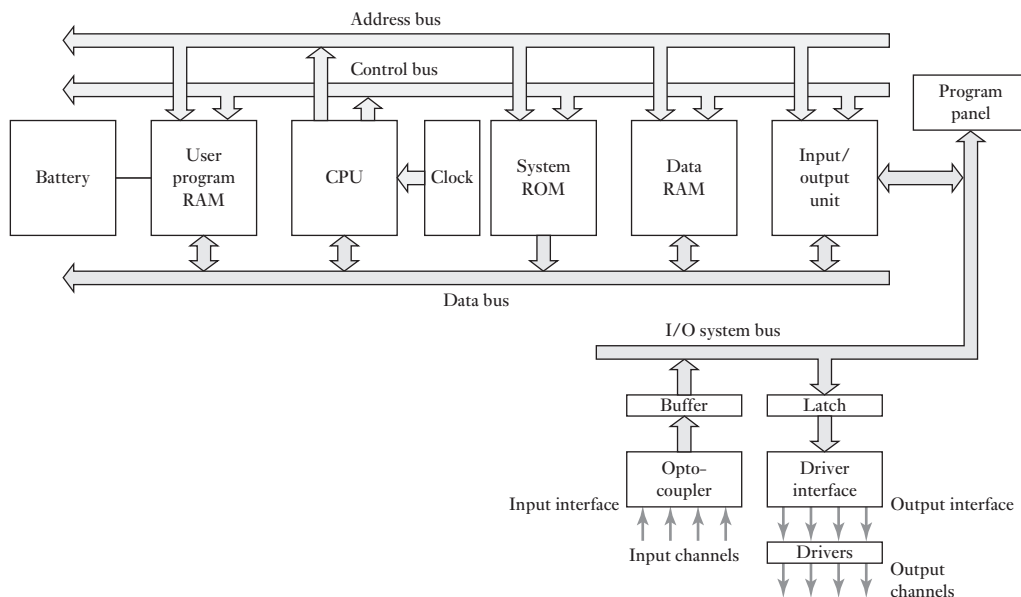 Address bus
Control bus
Program
panel
Battery
User
program
RAM
CPU
Clock
System
ROM
Data
RAM
Input/
output
unit
Data bus
I/O system bus
Buffer
Latch
Opto-
coupler
Driver
interface
Input interface
Output interface
Input channels
Drivers
Output
channels